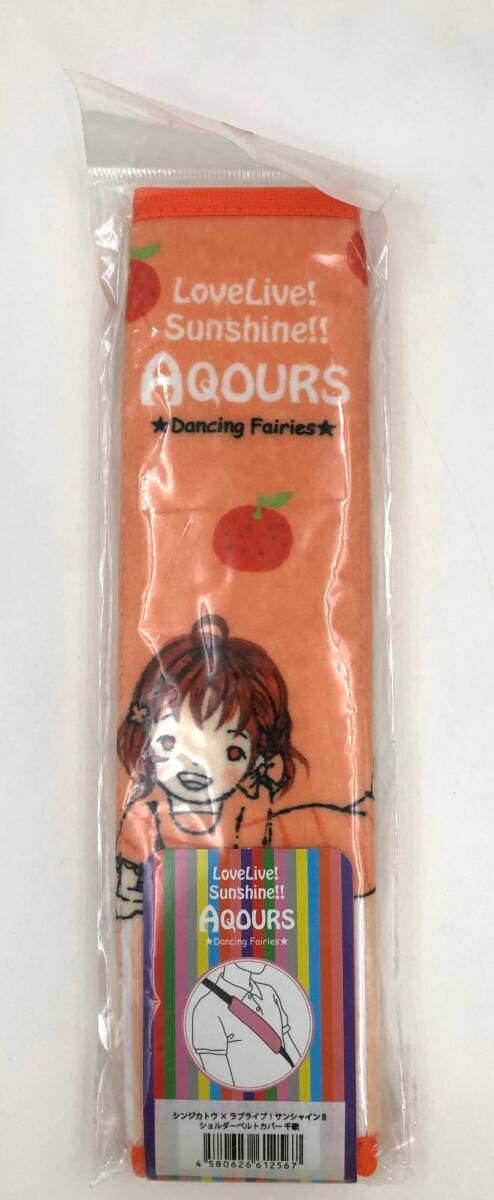 LoveLive!
Sunshine!!
AQOURS
★Dancing Fairies★
LoveLive!
Sunshine!!
AQOURS
★Dancing Fairies★
シンジカトウ × ラブライブ！サンシャイン!!
ショルダーベルトカバー 千歌
4 580626 612567